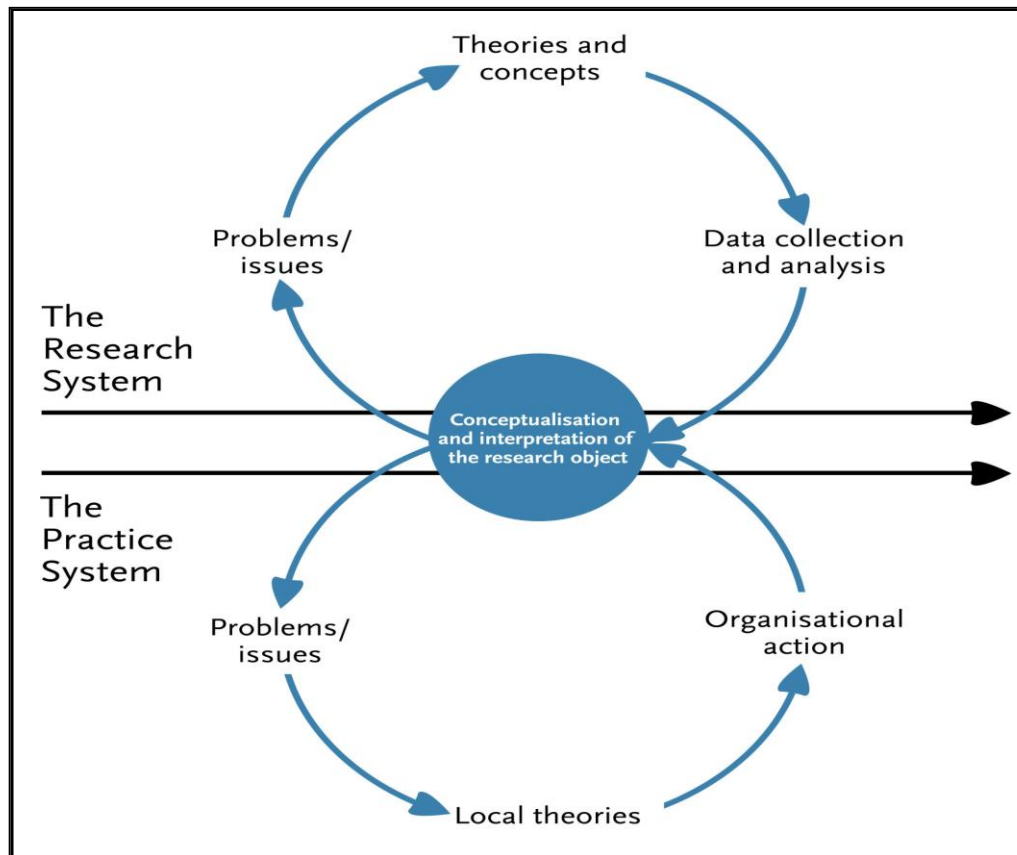 Theories and
concepts
Problems/
issues
Data collection
and analysis
The
Research
System
Conceptualisation
and interpretation of
the research object
The
Practice
System
Problems/
issues
Organisational
action
Local theories